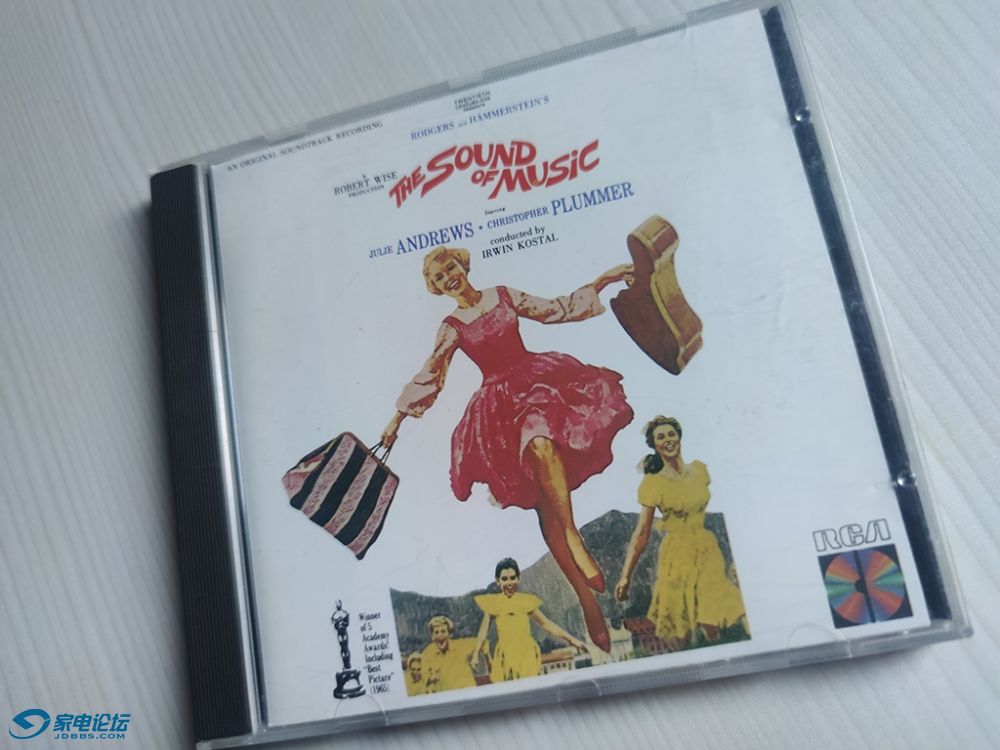 TWENTIETH
CENTURY-FOX
PRESENTS
AN ORIGINAL SOUNDTRACK RECORDING
RODGERS and HAMMERSTEIN'S
A
ROBERT WISE
PRODUCTION
THE SOUND
OF MUSIC
Starring
JULIE ANDREWS • CHRISTOPHER PLUMMER
conducted by
IRWIN KOSTAL
RCA
Winner
of 5
Academy
Awards!
Including
"Best
Picture"
(1965)
家电论坛
JDBBS.COM